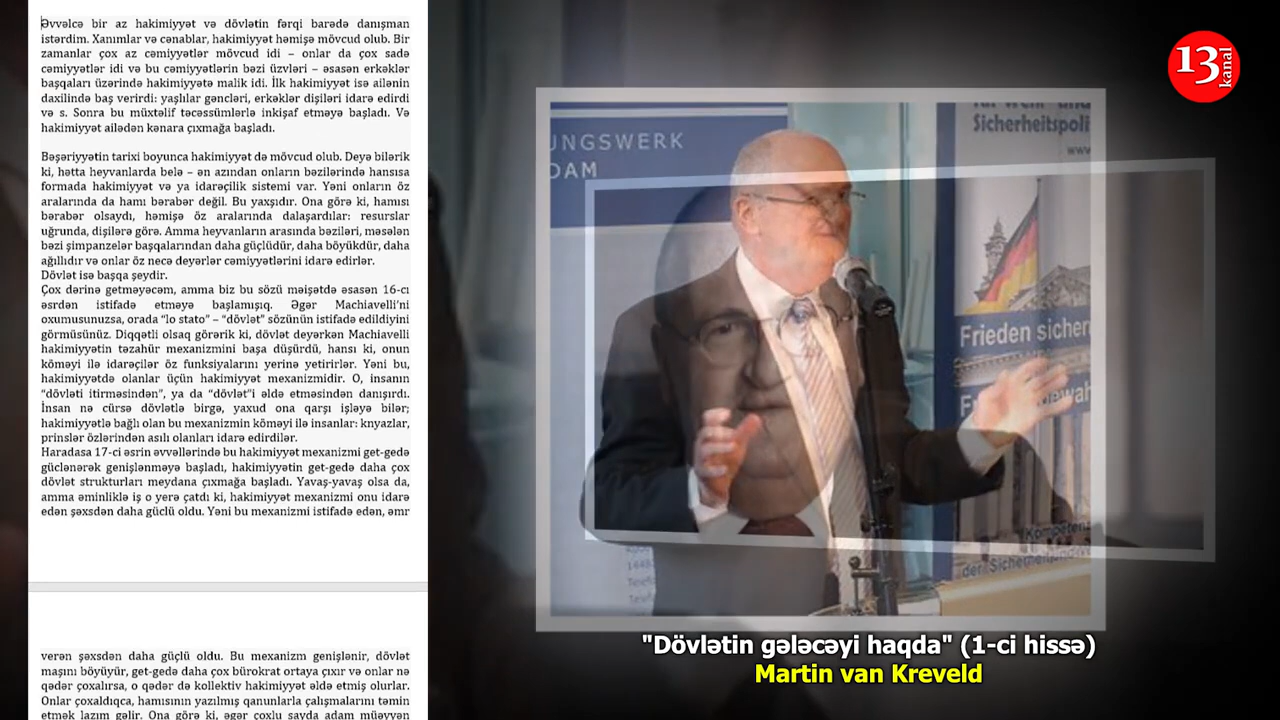 Əvvəlcə bir az hakimiyyət və dövlətin fərqi barədə danışman
istərdim. Xanımlar və cənablar, hakimiyyət həmişə mövcud olub. Bir
zamanlar çox az cəmiyyətlər mövcud idi – onlar da çox sadə
cəmiyyətlər idi və bu cəmiyyətlərin bəzi üzvləri – əsasən erkəklər
başqaları üzərində hakimiyyətə malik idi. İlk hakimiyyət isə ailənin
daxilində baş verirdi: yaşlılar gəncləri, erkəklər dişiləri idarə edirdi
və s. Sonra bu müxtəlif təcəssümlərlə inkişaf etməyə başladı. Və
hakimiyyət ailədən kənara çıxmağa başladı.
Bəşəriyyətin tarixi boyunca hakimiyyət də mövcud olub. Deyə bilərik
ki, hətta heyvanlarda belə – ən azından onların bəzilərində hansısa
formada hakimiyyət və ya idarəçilik sistemi var. Yəni onların öz
aralarında da hamı bərabər değil. Bu yaxşıdır. Ona görə ki, hamısı
bərabər olsaydı, həmişə öz aralarında dalaşardılar: resurslar
uğrunda, dişilərə görə. Amma heyvanların arasında bəziləri, məsələn
bəzi şimpanzelər başqalarından daha güclüdür, daha böyükdür, daha
ağıllıdır və onlar öz necə deyərlər cəmiyyətlərini idarə edirlər.
Dövlət isə başqa şeydir.
Çox dərinə getməyəcəm, amma biz bu sözü məişətdə əsasən 16-cı
əsrdən istifadə etməyə başlamışıq. Əgər Machiavelli’ni
oxumusunuzsa, orada “lo stato” – “dövlət” sözünün istifadə edildiyini
görmüsünüz. Diqqətli olsaq görərik ki, dövlət deyərkən Machiavelli
hakimiyyətin təzahür mexanizmini başa düşürdü, hansı ki, onun
köməyi ilə idarəçilər öz funksiyalarını yerinə yetirirlər. Yəni bu,
hakimiyyətdə olanlar üçün hakimiyyət mexanizmidir. O, insanın
“dövləti itirməsindən”, ya da “dövlət”i əldə etməsindən danışırdı.
İnsan nə cürsə dövlətlə birgə, yaxud ona qarşı işləyə bilər;
hakimiyyətlə bağlı olan bu mexanizmin köməyi ilə insanlar: knyazlar,
prinslər özlərindən asılı olanları idarə edirdilər.
Haradasa 17-ci əsrin əvvəllərində bu hakimiyyət mexanizmi get-gedə
güclənərək genişlənməyə başladı, hakimiyyətin get-gedə daha çox
dövlət strukturları meydana çıxmağa başladı. Yavaş-yavaş olsa da,
amma əminliklə iş o yerə çatdı ki, hakimiyyət mexanizmi onu idarə
edən şəxsdən daha güclü oldu. Yəni bu mexanizmi istifadə edən, əmr
verən şəxsdən daha güclü oldu. Bu mexanizm genişlənir, dövlət
maşını böyüyür, get-gedə daha çox bürokrat ortaya çıxır və onlar nə
qədər çoxalırsa, o qədər də kollektiv hakimiyyət əldə etmiş olurlar.
Onlar çoxaldıqca, hamısının yazılmış qanunlarla çalışmalarını təmin
etmək lazım gəlir. Ona görə ki, əgər çoxlu sayda adam müəyyən
13
kanal
UNGSWERK
DAM
für Wehr- und
Sicherheitspoli
www
Frieden sichern
Kompetenz
der Sicherheit
Telefo
"Dövlətin gələcəyi haqda" (1-ci hissə)
Martin van Kreveld